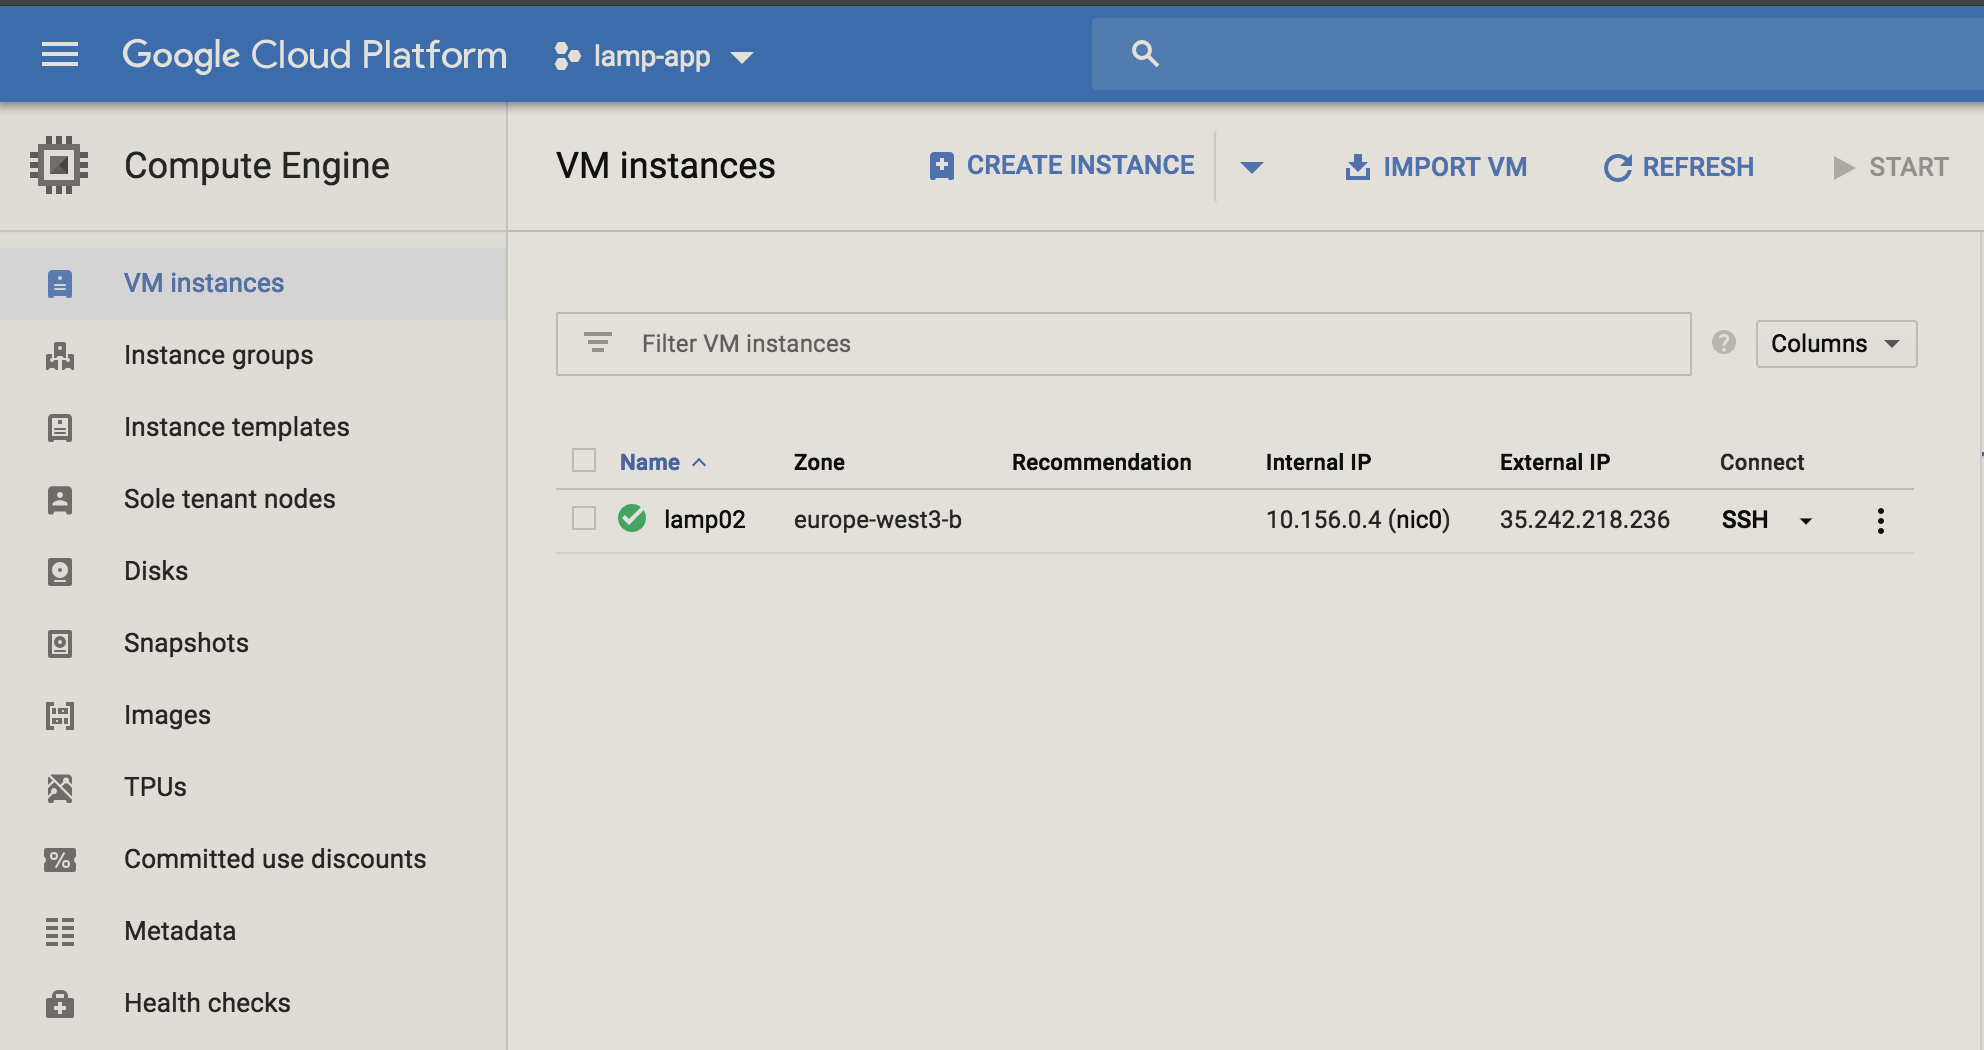 Google Cloud Platform lamp-app
Compute Engine
VM instances CREATE INSTANCE IMPORT VM REFRESH START
VM instances
Instance groups
Instance templates
Sole tenant nodes
Disks
Snapshots
Images
TPUs
Committed use discounts
Metadata
Health checks
Filter VM instances Columns
Name Zone Recommendation Internal IP External IP Connect
lamp02 europe-west3-b 10.156.0.4 (nic0) 35.242.218.236 SSH